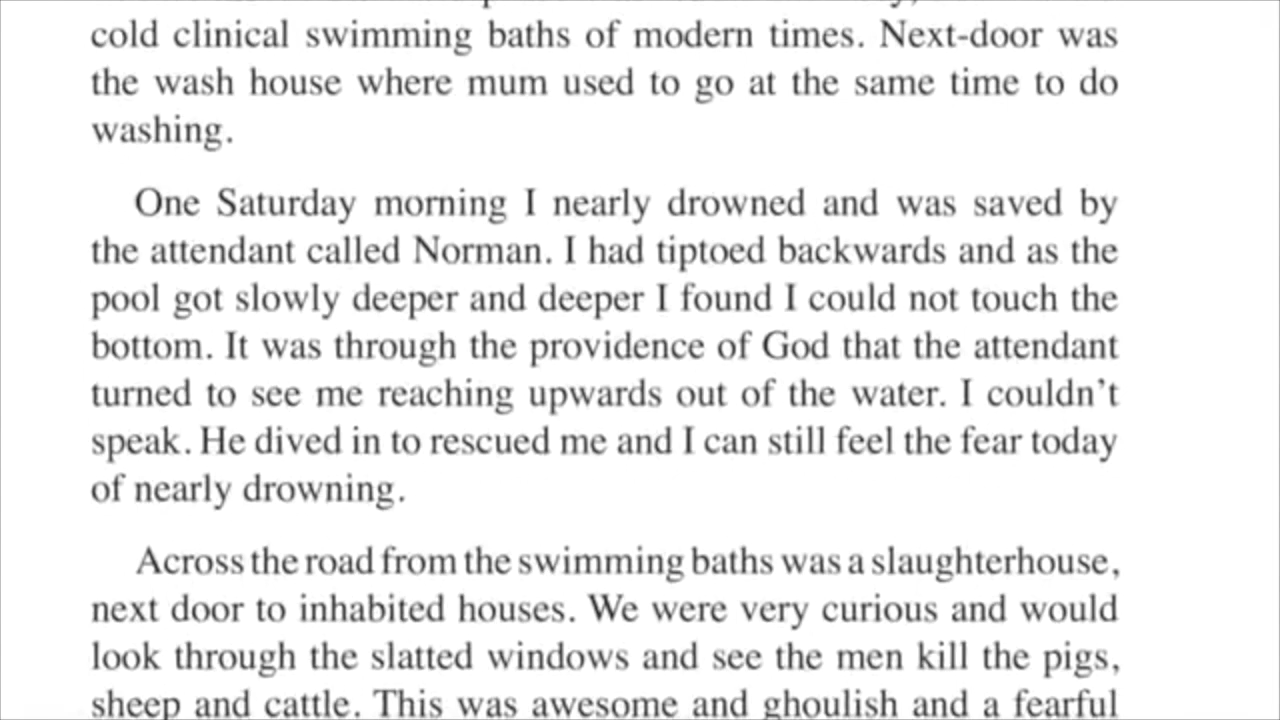 cold clinical swimming baths of modern times. Next-door was
the wash house where mum used to go at the same time to do
washing.
One Saturday morning I nearly drowned and was saved by
the attendant called Norman. I had tiptoed backwards and as the
pool got slowly deeper and deeper I found I could not touch the
bottom. It was through the providence of God that the attendant
turned to see me reaching upwards out of the water. I couldn’t
speak. He dived in to rescued me and I can still feel the fear today
of nearly drowning.
Across the road from the swimming baths was a slaughterhouse,
next door to inhabited houses. We were very curious and would
look through the slatted windows and see the men kill the pigs,
sheep and cattle. This was awesome and ghoulish and a fearful